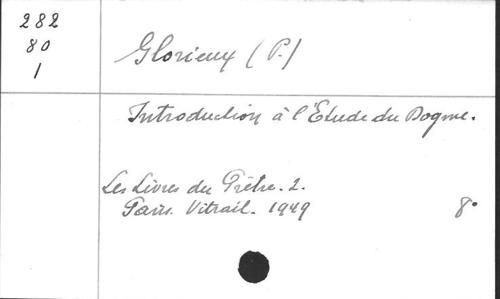 282
80
1
Glorieux (P.)
Introduction à l'Etude du Dogme.
Les Livres du Prêtre. 2.
Paris. Vitrail. 1949
8°